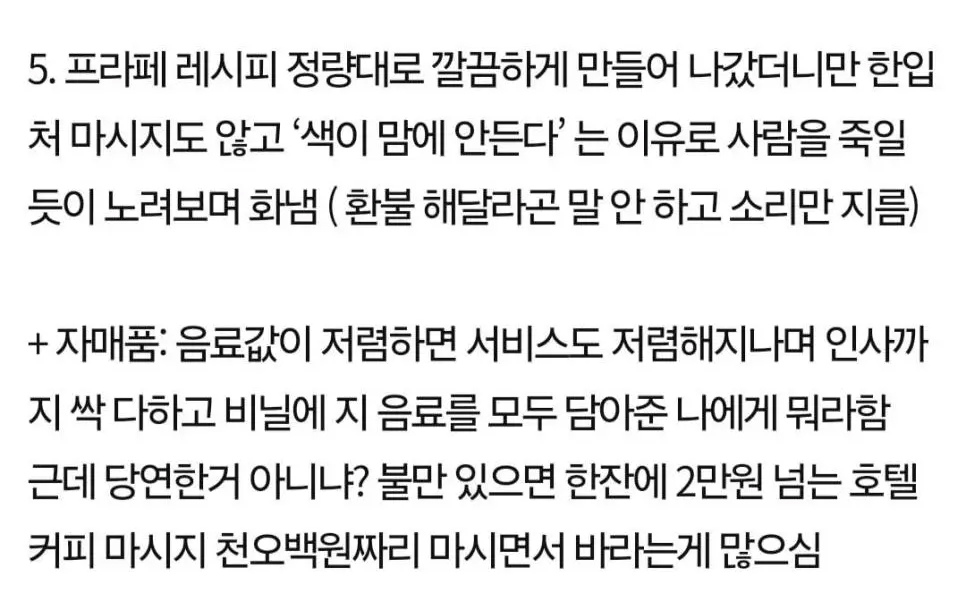 5. 프라페 레시피 정량대로 깔끔하게 만들어 나갔더니만 한입
처 마시지도 않고 ‘색이 맘에 안든다’ 는 이유로 사람을 죽일
듯이 노려보며 화냄 ( 환불 해달라곤 말 안 하고 소리만 지름)
+ 자매품: 음료값이 저렴하면 서비스도 저렴해지나며 인사까
지 싹 다하고 비닐에 지 음료를 모두 담아준 나에게 뭐라함
근데 당연한거 아니냐? 불만 있으면 한잔에 2만원 넘는 호텔
커피 마시지 천오백원짜리 마시면서 바라는게 많으심